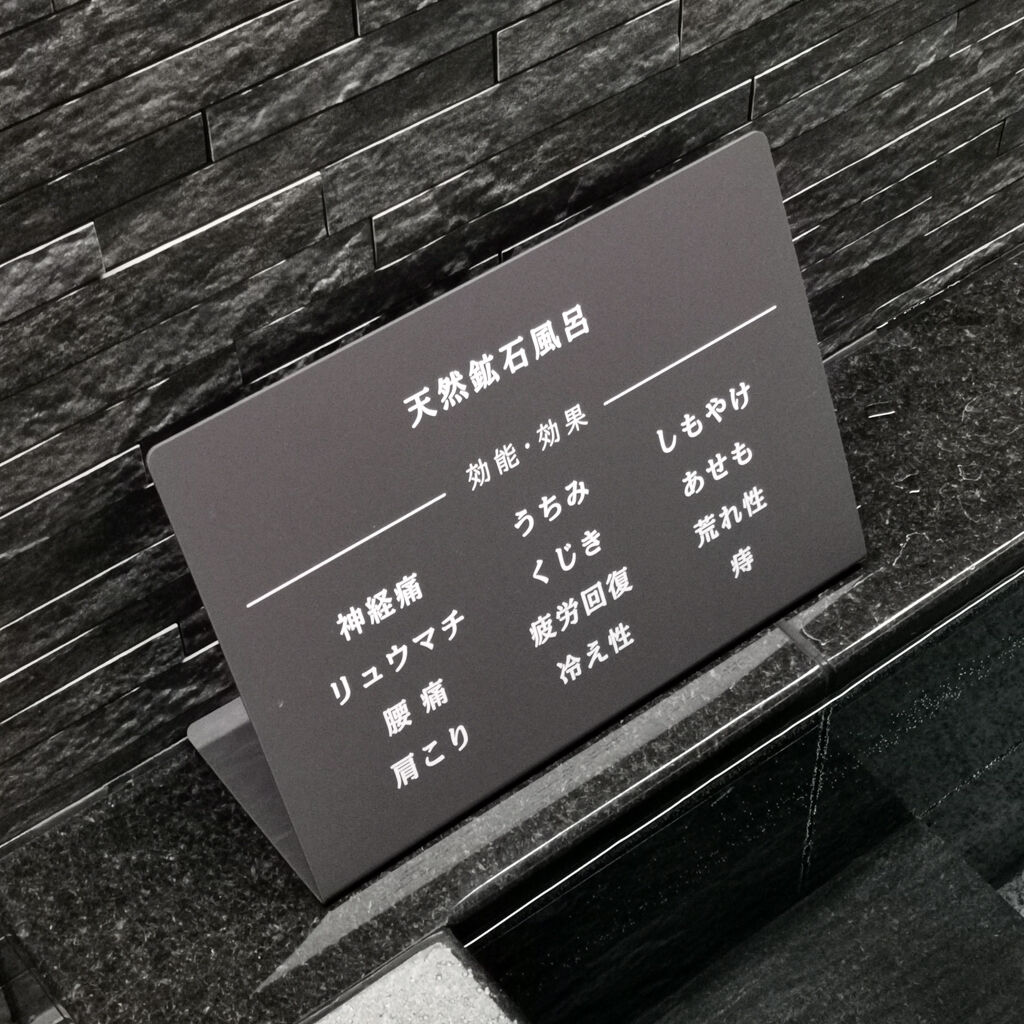 天然鉱石風呂
効能・効果
神経痛
リュウマチ
腰痛
肩こり
うちみ
くじき
疲労回復
冷え性
しもやけ
あせも
荒れ性
痔